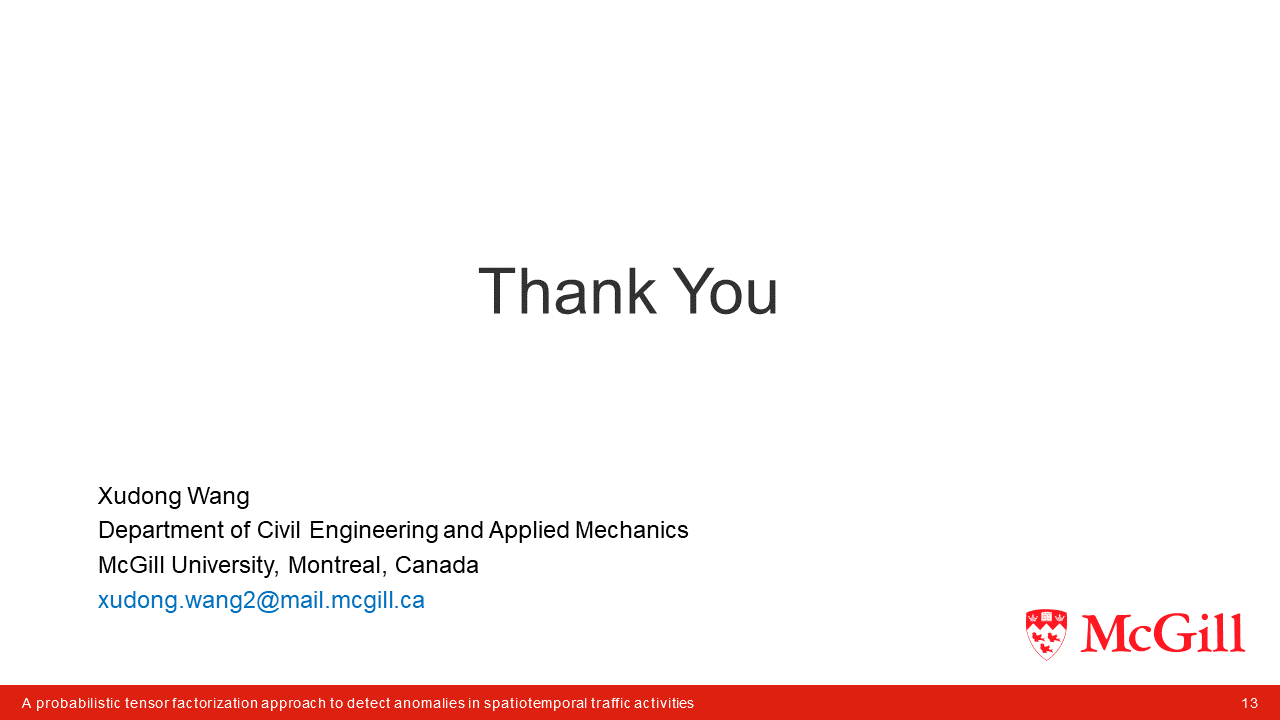 Thank You
Xudong Wang
Department of Civil Engineering and Applied Mechanics
McGill University, Montreal, Canada
xudong.wang2@mail.mcgill.ca
McGill
A probabilistic tensor factorization approach to detect anomalies in spatiotemporal traffic activities
13